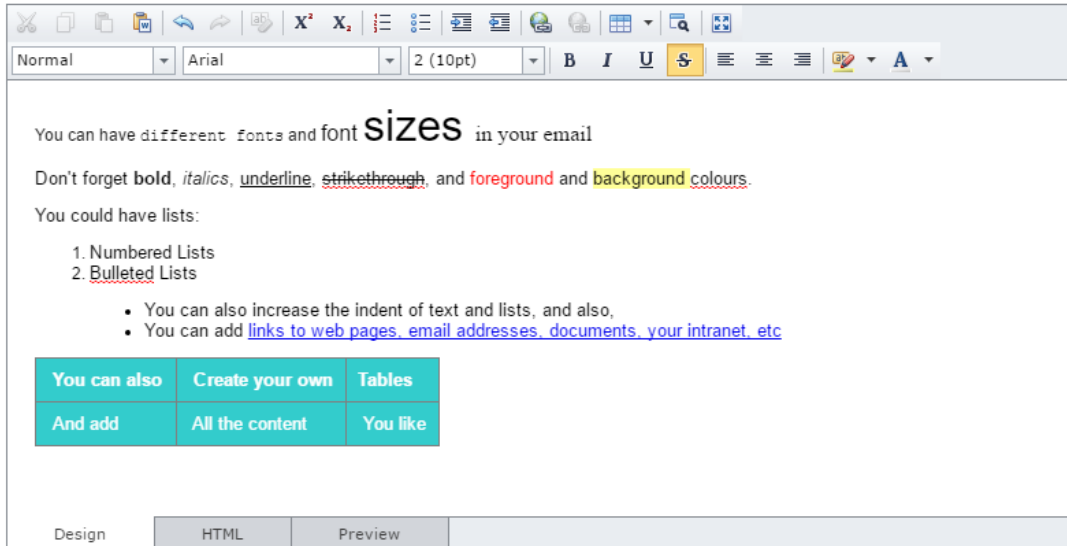 Normal Arial 2 (10pt) B I U S A
You can have different fonts and font sizes in your email
Don't forget bold, italics, underline, strikethrough, and foreground and background colours.
You could have lists:
1. Numbered Lists
2. Bulleted Lists
• You can also increase the indent of text and lists, and also,
• You can add links to web pages, email addresses, documents, your intranet, etc
You can also Create your own Tables
And add All the content You like
Design HTML Preview